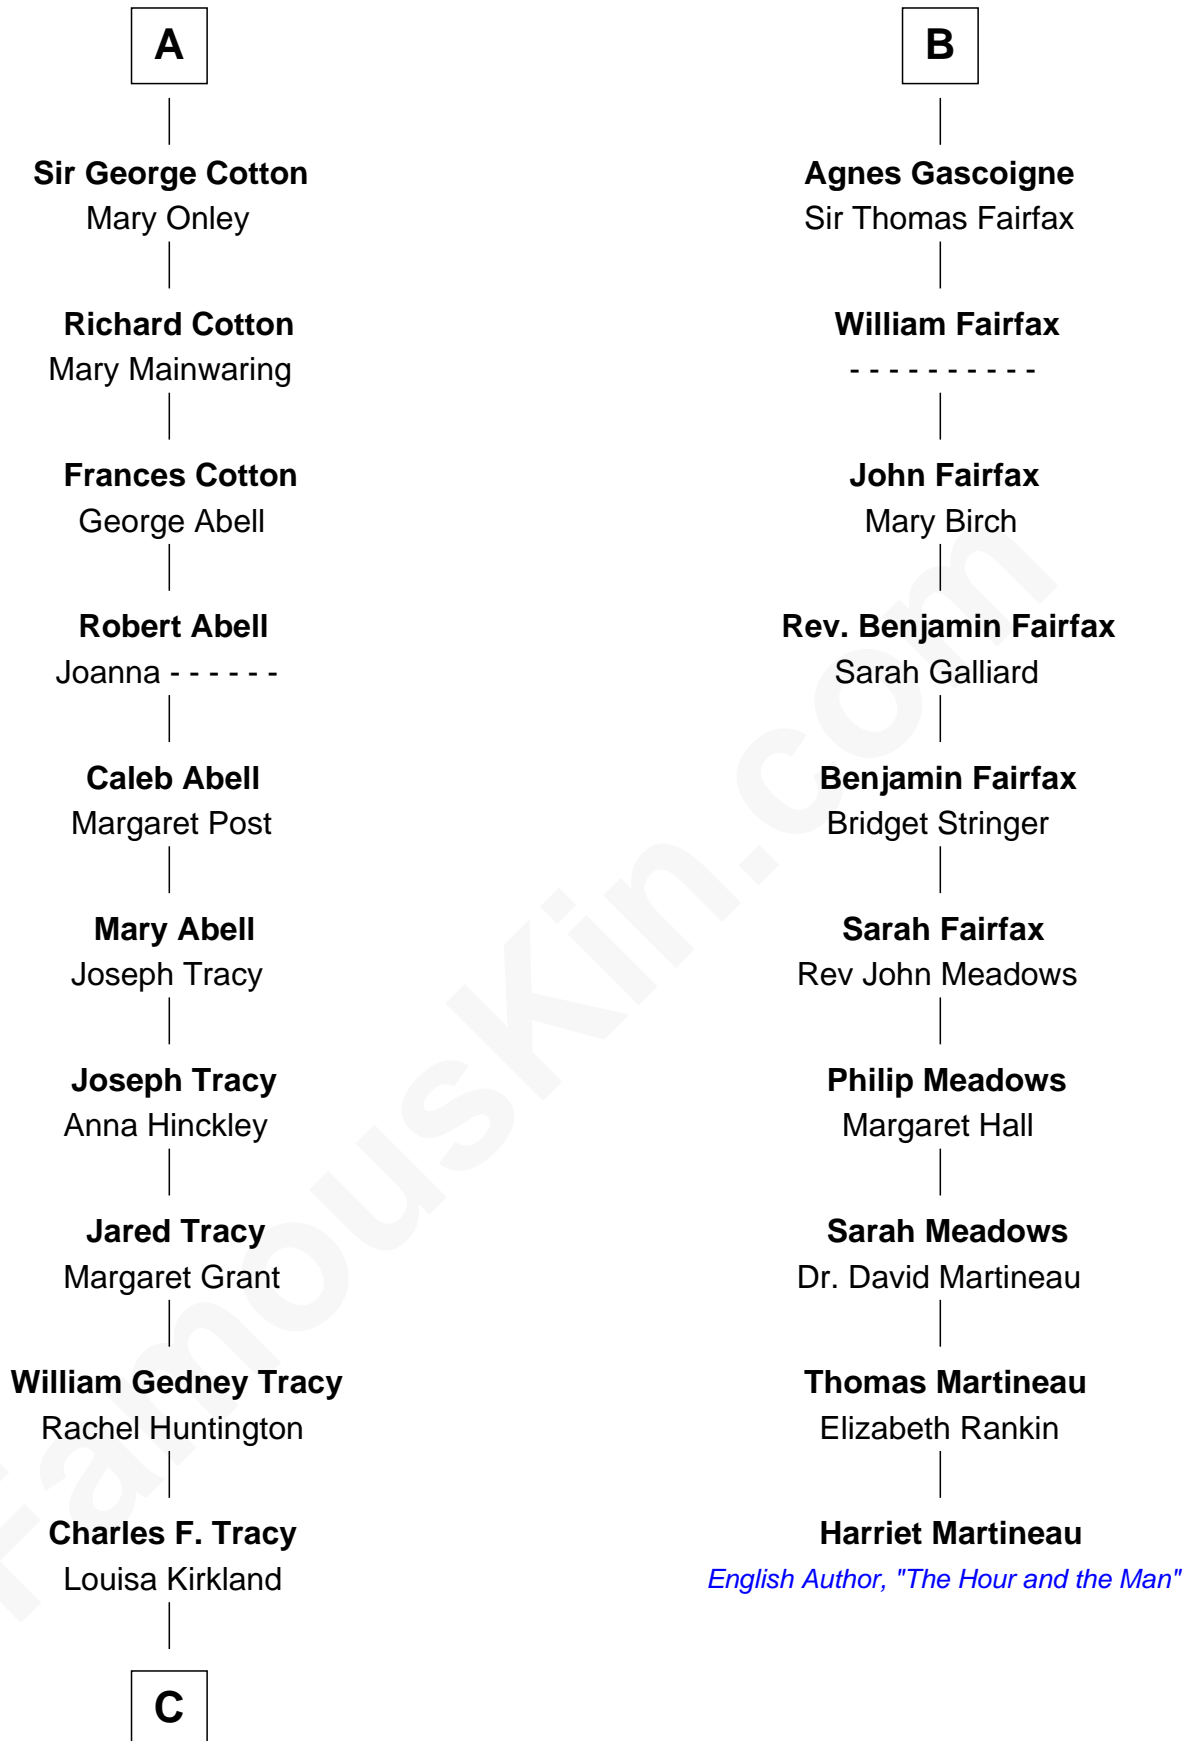 A
Sir George Cotton
Mary Onley
Richard Cotton
Mary Mainwaring
Frances Cotton
George Abell
Robert Abell
Joanna - - - - - -
Caleb Abell
Margaret Post
Mary Abell
Joseph Tracy
Joseph Tracy
Anna Hinckley
Jared Tracy
Margaret Grant
William Gedney Tracy
Rachel Huntington
Charles F. Tracy
Louisa Kirkland
C
B
Agnes Gascoigne
Sir Thomas Fairfax
William Fairfax
- - - - - - - - - -
John Fairfax
Mary Birch
Rev. Benjamin Fairfax
Sarah Galliard
Benjamin Fairfax
Bridget Stringer
Sarah Fairfax
Rev John Meadows
Philip Meadows
Margaret Hall
Sarah Meadows
Dr. David Martineau
Thomas Martineau
Elizabeth Rankin
Harriet Martineau
English Author, "The Hour and the Man"
FamousKin.com